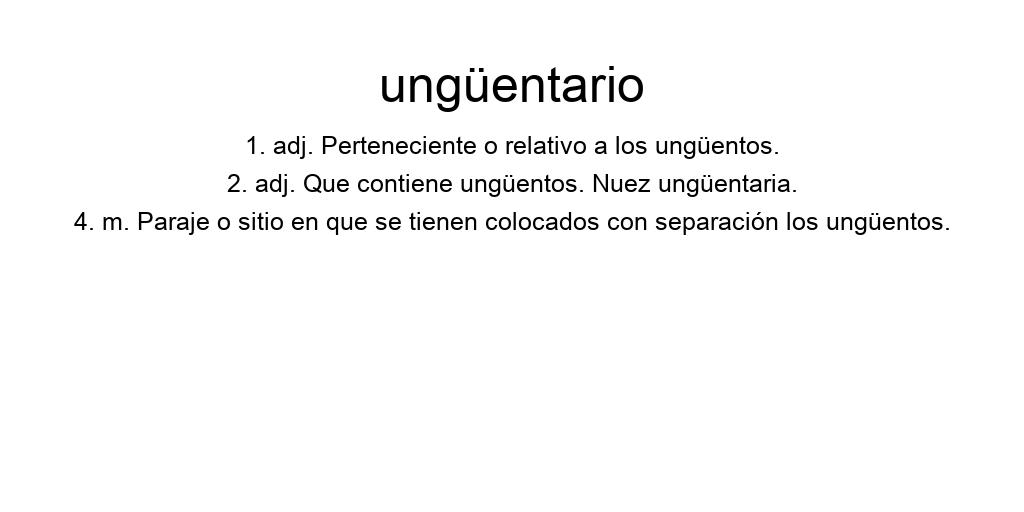 ungüentario
1. adj. Perteneciente o relativo a los ungüentos.
2. adj. Que contiene ungüentos. Nuez ungüentaria.
4. m. Paraje o sitio en que se tienen colocados con separación los ungüentos.